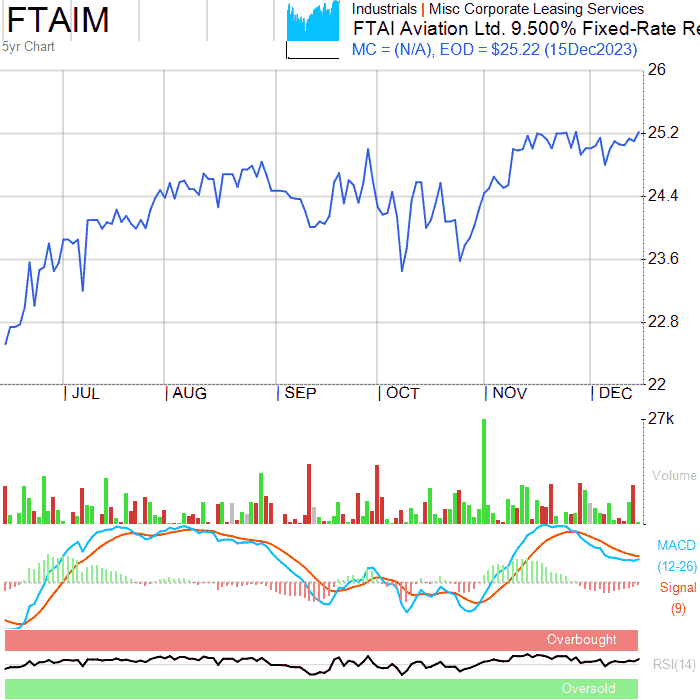 FTAIM
5yr Chart
Industrials | Misc Corporate Leasing Services
FTAI Aviation Ltd. 9.500% Fixed-Rate Re
MC = (N/A), EOD = $25.22 (15Dec2023)
26
25.2
24.4
23.6
22.8
22
JUL AUG SEP OCT NOV DEC
27k
Volume
MACD
(12-26)
Signal
(9)
Overbought
RSI(14)
Oversold